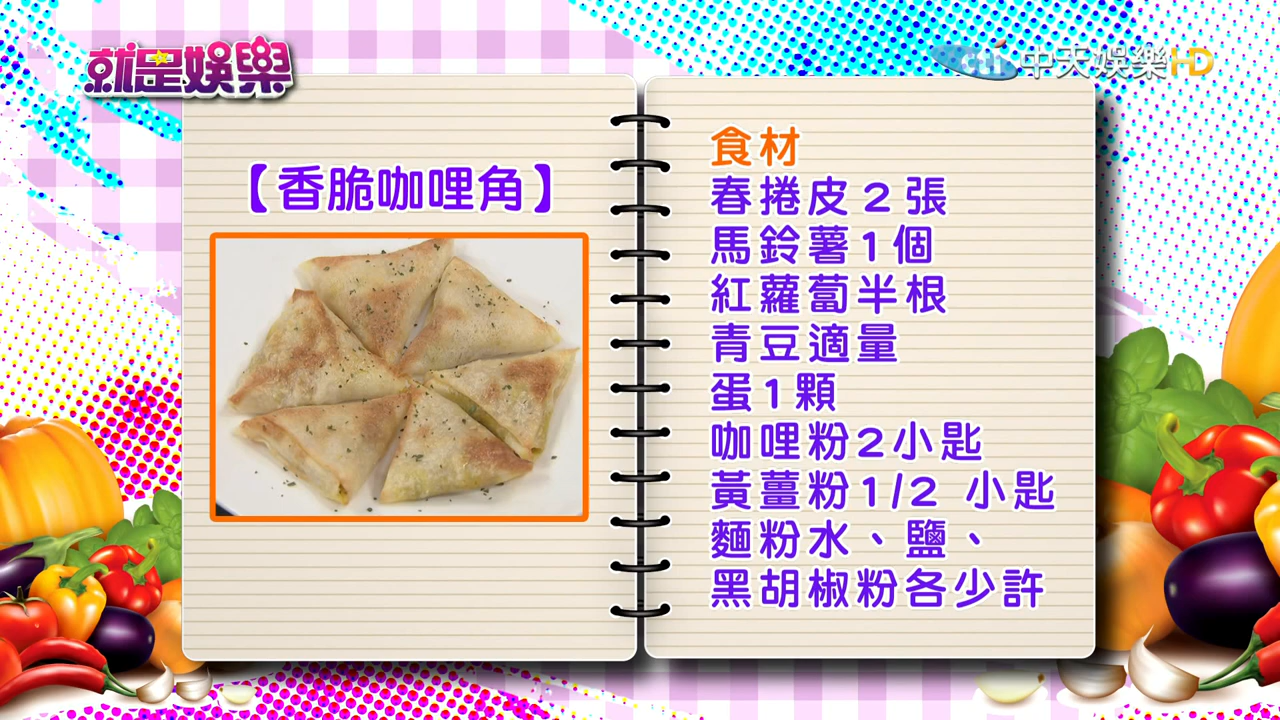 就是娛樂
cti 中天娛樂HD
【香脆咖哩角】
食材
春捲皮2張
馬鈴薯1個
紅蘿蔔半根
青豆適量
蛋1顆
咖哩粉2小匙
黃薑粉1/2 小匙
麵粉水、鹽、
黑胡椒粉各少許